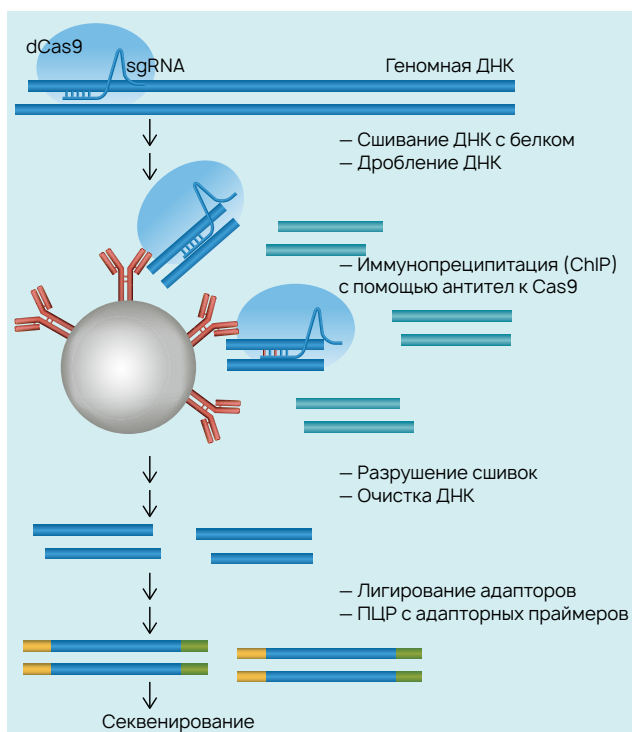 dCas9
sgRNA
Геномная ДНК
— Сшивание ДНК с белком
— Дробление ДНК
— Иммунопреципитация (ChIP)
с помощью антител к Cas9
— Разрушение сшивок
— Очистка ДНК
— Лигирование адапторов
— ПЦР с адапторных праймеров
Секвенирование